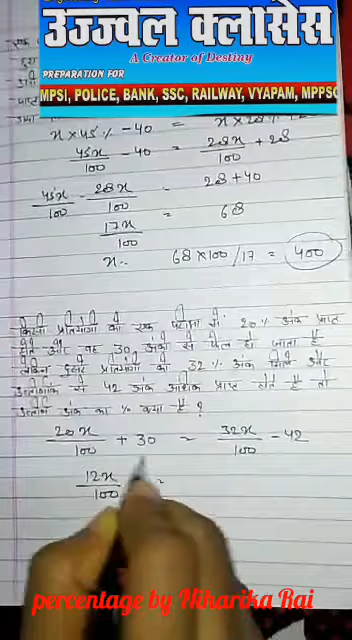 उज्ज्वल क्लासेस
A Creator of Destiny
PREPARATION FOR
MPSI, POLICE, BANK, SSC, RAILWAY, VYAPAM, MPPSC
x × 45 % - 40 = x × 28 %
45x/100 - 40 = 28x/100 + 28
45x/100 - 28x/100 = 28 + 40
17x/100 = 68
x = 68 × 100 / 17 = 400
किसी प्रतियोगी को एक परीक्षा में 20 % अंक प्राप्त
होते और वह 30 अंकों से फेल हो जाता है
लेकिन दूसरे प्रतियोगी को 32 % अंक मिले और
उत्तीर्णांक से 42 अंक अधिक प्राप्त होते है तो
उत्तीर्ण अंक का % क्या है ?
20x/100 + 30 = 32x/100 - 42
12x/100 =
percentage by Niharika Rai